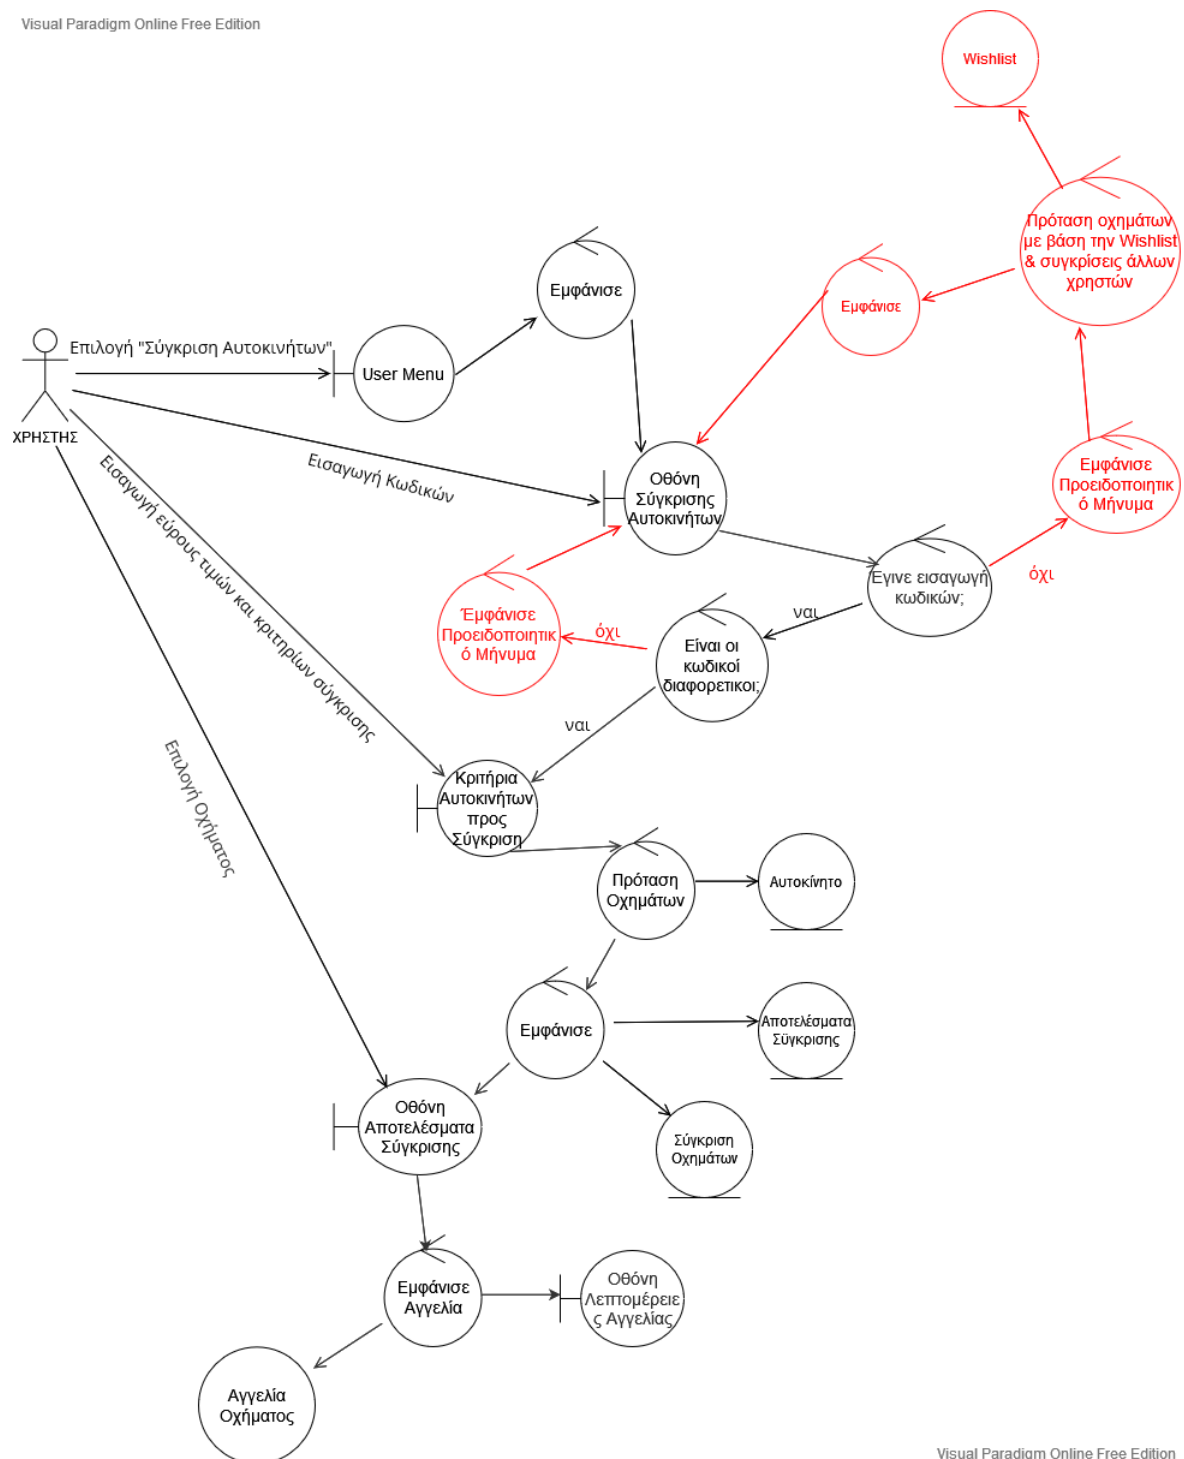 Visual Paradigm Online Free Edition
Wishlist
Πρόταση οχημάτων
με βάση την Wishlist
& συγκρίσεις άλλων
χρηστών
Εμφάνισε
Εμφάνισε
Επιλογή "Σύγκριση Αυτοκινήτων"
User Menu
ΧΡΗΣΤΗΣ
Εισαγωγή Κωδικών
Οθόνη
Σύγκρισης
Αυτοκινήτων
Εμφάνισε
Προειδοποιητικ
ό Μήνυμα
όχι
Έγινε εισαγωγή
κωδικών;
ναι
Εισαγωγή εύρους τιμών και κριτηρίων σύγκρισης
Έμφάνισε
Προειδοποιητικ
ό Μήνυμα
όχι
Είναι οι
κωδικοί
διαφορετικοι;
ναι
Επιλογή Οχήματος
Κριτήρια
Αυτοκινήτων
προς
Σύγκριση
Πρόταση
Οχημάτων
Αυτοκίνητο
Εμφάνισε
Αποτελέσματα
Σϋγκρισης
Οθόνη
Αποτελέσματα
Σύγκρισης
Σύγκριση
Οχημάτων
Εμφάνισε
Αγγελία
Οθόνη
Λεπτομέρειε
ς Αγγελίας
Αγγελία
Οχήματος
Visual Paradigm Online Free Edition